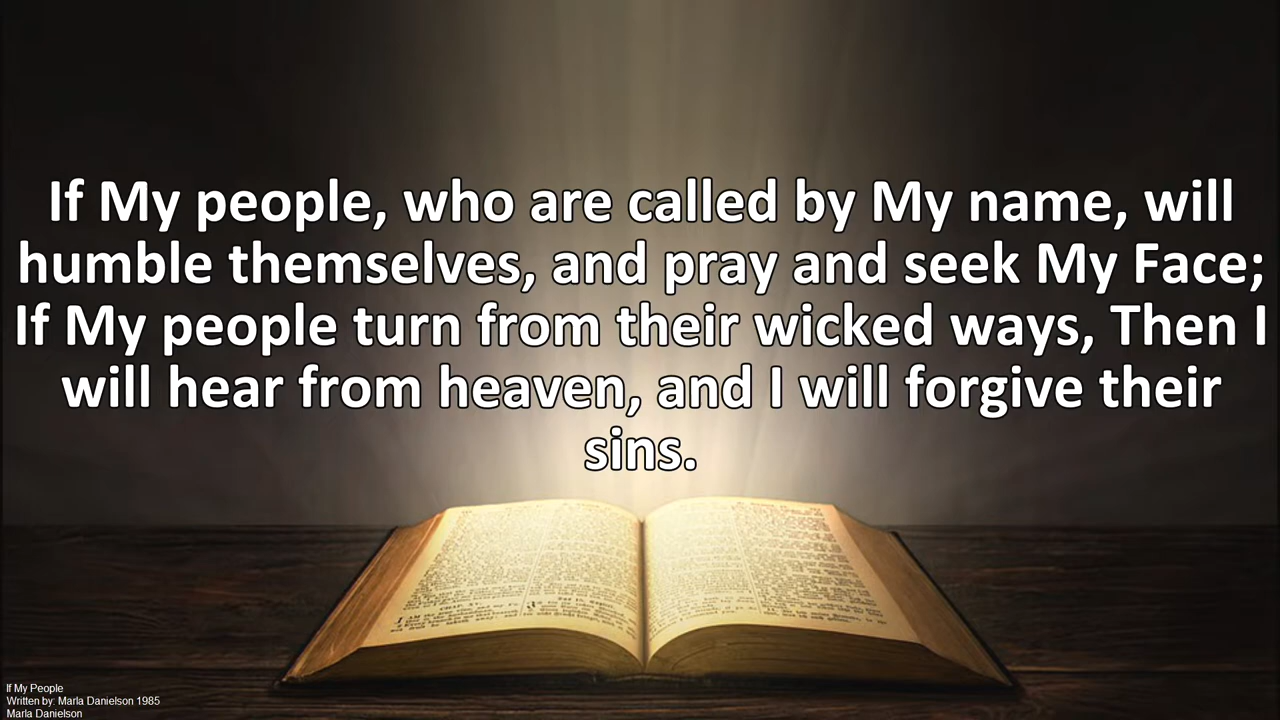 If My people, who are called by My name, will
humble themselves, and pray and seek My Face;
If My people turn from their wicked ways, Then I
will hear from heaven, and I will forgive their
sins.
If My People
Written by: Marla Danielson 1985
Marla Danielson